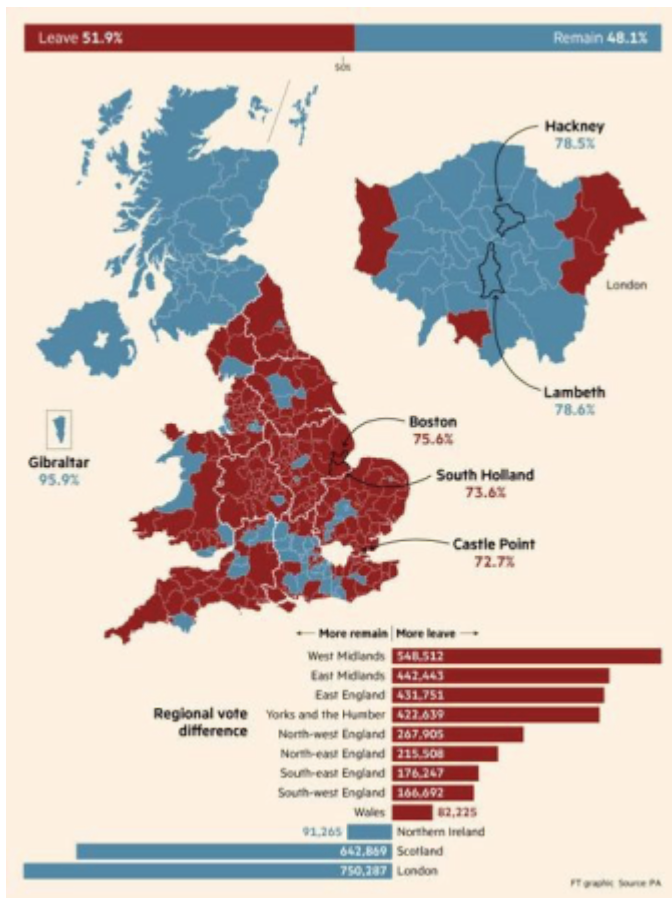 Leave 51.9%
Remain 48.1%
50%
Hackney
78.5%
London
Lambeth
78.6%
Boston
75.6%
South Holland
73.6%
Gibraltar
95.9%
Castle Point
72.7%
← More remain
More leave →
Regional vote
difference
West Midlands 548,512
East Midlands 442,443
East England 431,751
Yorks and the Humber 422,639
North-west England 267,905
North-east England 215,508
South-east England 176,247
South-west England 166,692
Wales 82,225
91,265 Northern Ireland
642,869 Scotland
750,287 London
FT graphic Source: PA